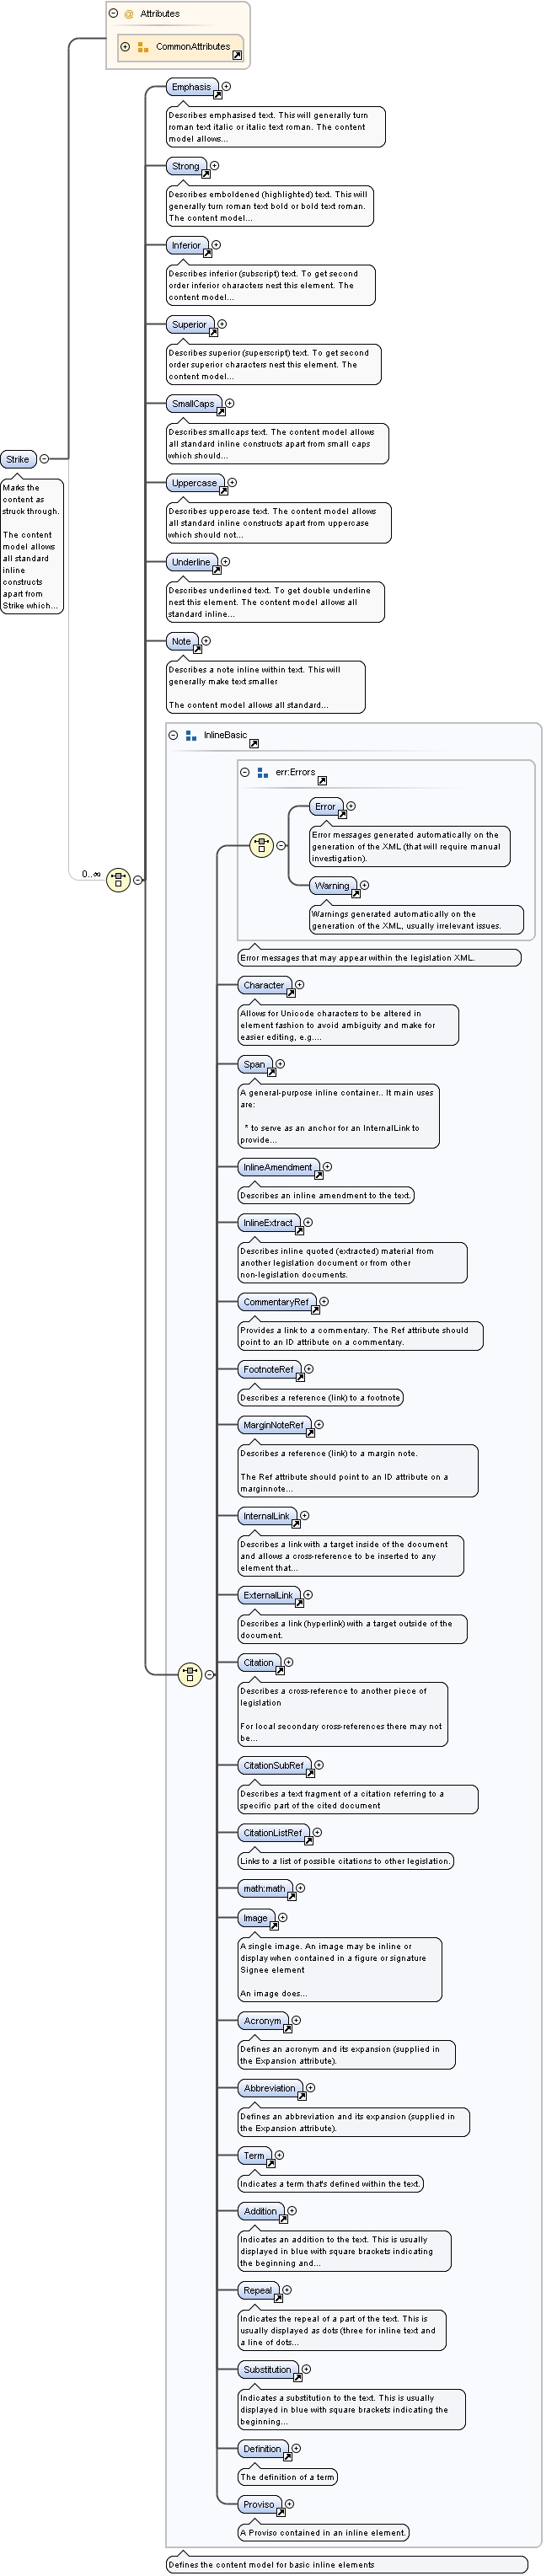 Attributes
CommonAttributes
Emphasis
Describes emphasised text. This will generally turn
roman text italic or italic text roman. The content
model allows...
Strong
Describes emboldened (highlighted) text. This will
generally turn roman text bold or bold text roman.
The content model...
Inferior
Describes inferior (subscript) text. To get second
order inferior characters nest this element. The
content model...
Superior
Describes superior (superscript) text. To get second
order superior characters nest this element. The
content model...
SmallCaps
Describes smallcaps text. The content model allows
all standard inline constructs apart from small caps
which should...
Strike
Marks the
content as
struck through.
The content
model allows
all standard
inline
constructs
apart from
Strike which...
Uppercase
Describes uppercase text. The content model allows
all standard inline constructs apart from uppercase
which should not...
Underline
Describes underlined text. To get double underline
nest this element. The content model allows all
standard inline...
Note
Describes a note inline within text. This will
generally make text smaller
The content model allows all standard...
0..∞
InlineBasic
err:Errors
Error
Error messages generated automatically on the
generation of the XML (that will require manual
investigation).
Warning
Warnings generated automatically on the
generation of the XML, usually irrelevant issues.
Error messages that may appear within the legislation XML.
Character
Allows for Unicode characters to be altered in
element fashion to avoid ambiguity and make for
easier editing, e.g....
Span
A general-purpose inline container.. It main uses
are:
* to serve as an anchor for an InternalLink to
provide...
InlineAmendment
Describes an inline amendment to the text.
InlineExtract
Describes inline quoted (extracted) material from
another legislation document or from other
non-legislation documents.
CommentaryRef
Provides a link to a commentary. The Ref attribute should
point to an ID attribute on a commentary.
FootnoteRef
Describes a reference (link) to a footnote
MarginNoteRef
Describes a reference (link) to a margin note.
The Ref attribute should point to an ID attribute on a
marginnote...
InternalLink
Describes a link with a target inside of the document
and allows a cross-reference to be inserted to any
element that...
ExternalLink
Describes a link (hyperlink) with a target outside of the
document.
Citation
Describes a cross-reference to another piece of
legislation
For local secondary cross-references there may not
be...
CitationSubRef
Describes a text fragment of a citation referring to a
specific part of the cited document
CitationListRef
Links to a list of possible citations to other legislation.
math:math
Image
A single image. An image may be inline or
display when contained in a figure or signature
Signee element
An image does...
Acronym
Defines an acronym and its expansion (supplied in
the Expansion attribute).
Abbreviation
Defines an abbreviation and its expansion (supplied in
the Expansion attribute).
Term
Indicates a term that's defined within the text.
Addition
Indicates an addition to the text. This is usually
displayed in blue with square brackets indicating
the beginning and...
Repeal
Indicates the repeal of a part of the text. This is
usually displayed as dots (three for inline text and
a line of dots...
Substitution
Indicates a substitution to the text. This is usually
displayed in blue with square brackets indicating the
beginning...
Definition
The definition of a term
Proviso
A Proviso contained in an inline element.
Defines the content model for basic inline elements